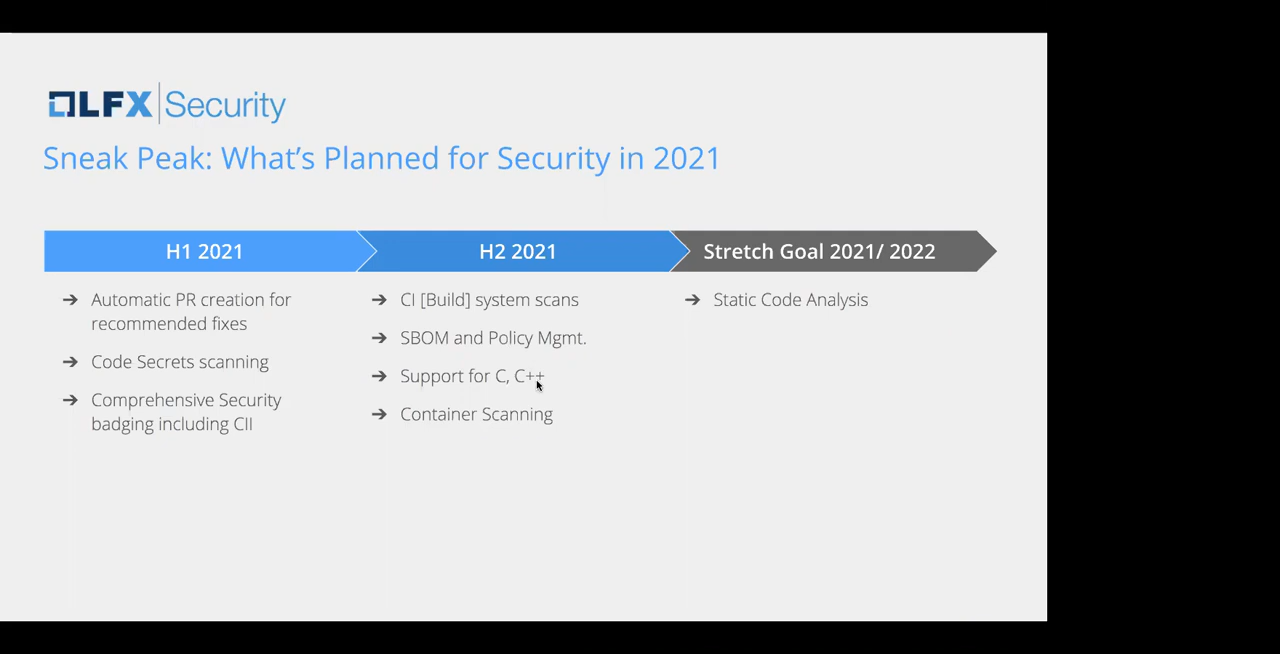 LFX Security
Sneak Peak: What's Planned for Security in 2021
H1 2021
H2 2021
Stretch Goal 2021/ 2022
Automatic PR creation for
recommended fixes
Code Secrets scanning
Comprehensive Security
badging including CII
CI [Build] system scans
SBOM and Policy Mgmt.
Support for C, C++
Container Scanning
Static Code Analysis